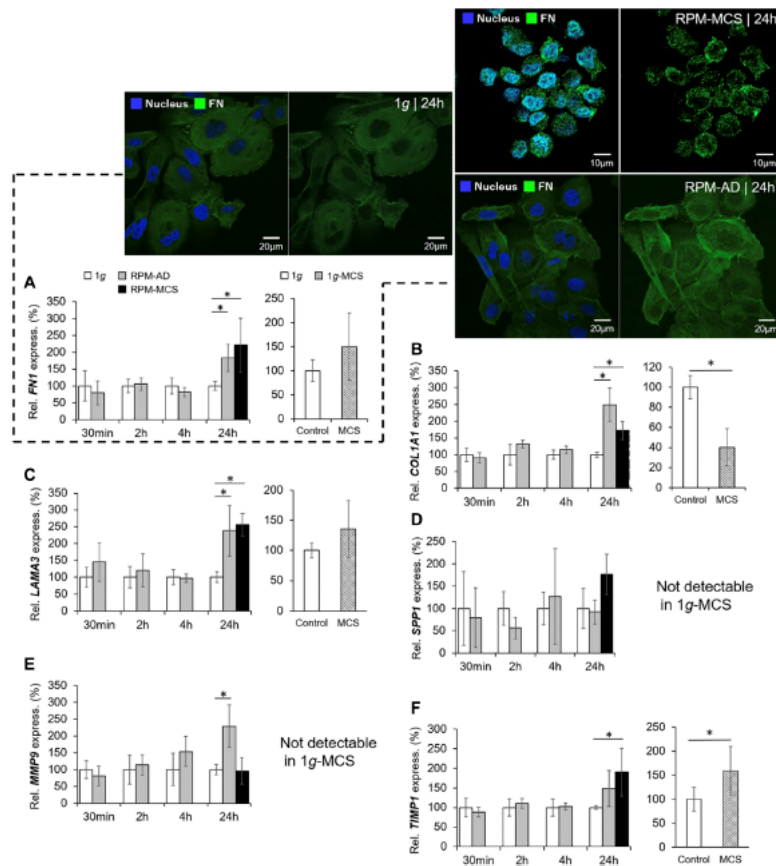 Nucleus FN RPM-MCS | 24h
10µm 10µm
Nucleus FN 1g | 24h
20µm 20µm
Nucleus FN RPM-AD | 24h
20µm 20µm
A
1g RPM-AD
RPM-MCS
1g 1g-MCS
Rel. FN1 express. (%)
350
300
250
200
150
100
50
0
* *
30min 2h 4h 24h
250
200
150
100
50
0
Control MCS
B
Rel. COL1A1 express. (%)
350
300
250
200
150
100
50
0
* *
30min 2h 4h 24h
120
100
80
60
40
20
0
*
Control MCS
C
Rel. LAMA3 express. (%)
350
300
250
200
150
100
50
0
* *
30min 2h 4h 24h
200
150
100
50
0
Control MCS
D
Rel. SPP1 express. (%)
350
300
250
200
150
100
50
0
30min 2h 4h 24h
Not detectable
in 1g-MCS
E
Rel. MMP9 express. (%)
350
300
250
200
150
100
50
0
*
30min 2h 4h 24h
Not detectable
in 1g-MCS
F
Rel. TIMP1 express. (%)
350
300
250
200
150
100
50
0
*
30min 2h 4h 24h
250
200
150
100
50
0
*
Control MCS